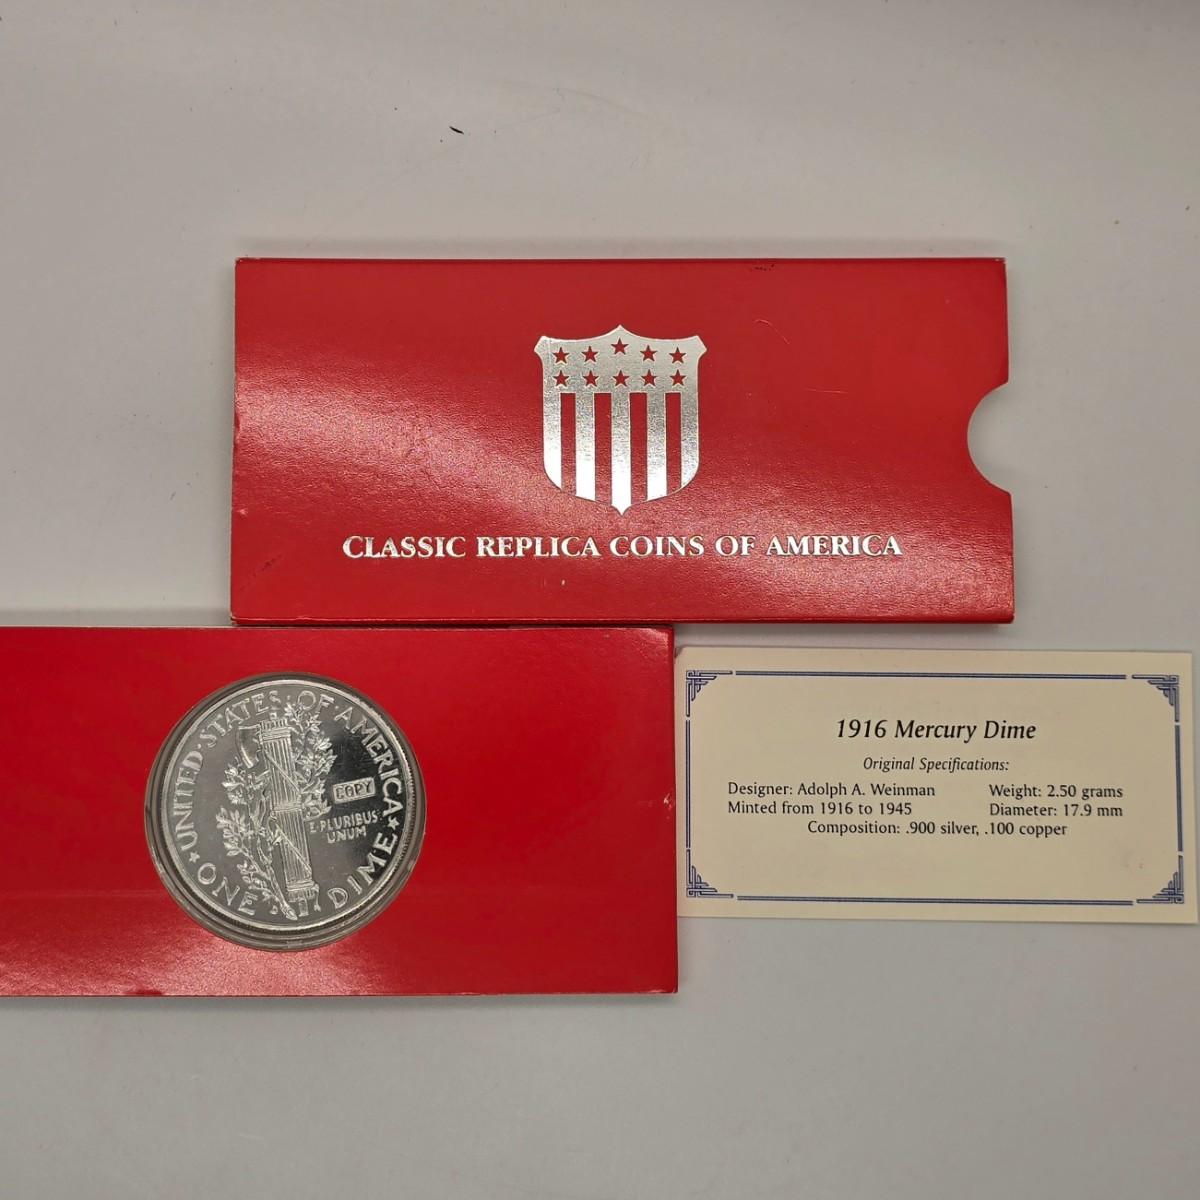 CLASSIC REPLICA COINS OF AMERICA
UNITED·STATES·OF·AMERICA
COPY
E·PLURIBUS·
UNUM
★ONE DIME★
D
1916 Mercury Dime
Original Specifications:
Designer: Adolph A. Weinman Weight: 2.50 grams
Minted from 1916 to 1945 Diameter: 17.9 mm
Composition: .900 silver, .100 copper